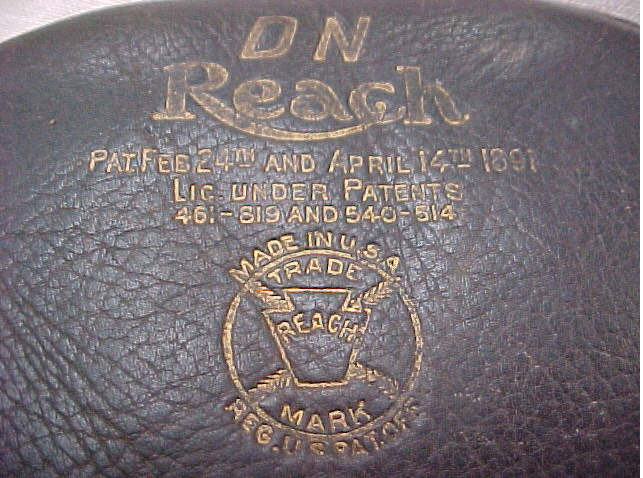 ON
Reach
PAT. FEB 24TH AND APRIL 14TH 1891
LIC. UNDER PATENTS
461-819 AND 540-514
MADE IN U.S.A.
TRADE
REACH
MARK
REG. U.S. PAT. OFF.